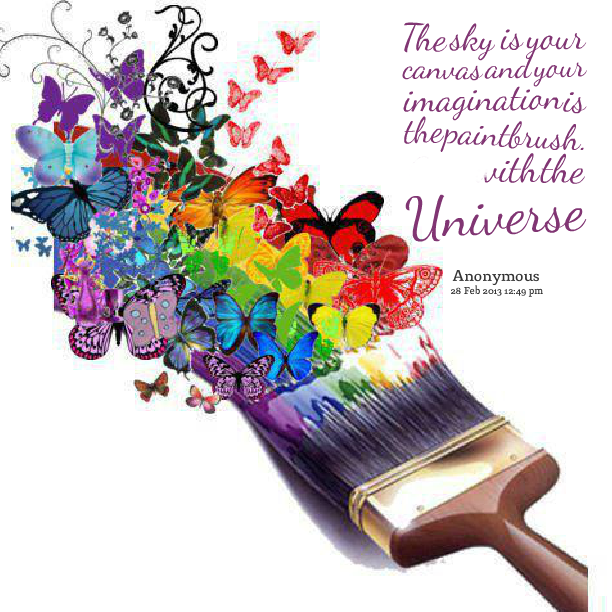 The sky is your
canvas and your
imagination is
the paintbrush.
vith the
Universe
Anonymous
28 Feb 2013 12:49 pm